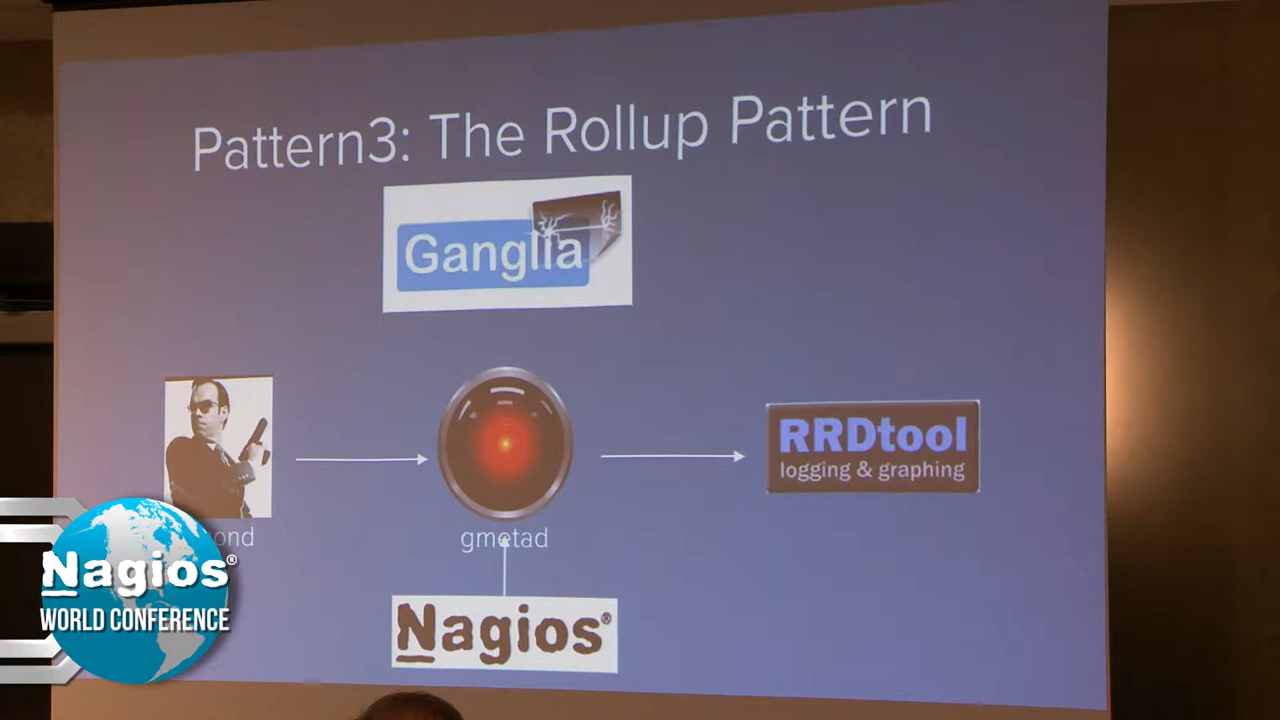 Pattern3: The Rollup Pattern
Ganglia
RRDtool
logging & graphing
gmetad
Nagios®
Nagios®
WORLD CONFERENCE